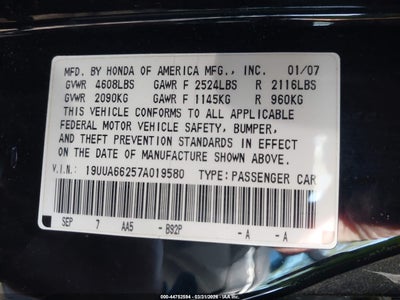 MFD. BY HONDA OF AMERICA MFG., INC. 01/07
GVWR 4608LBS GAWR F 2524LBS R 2116LBS
GVWR 2090KG GAWR F 1145KG R 960KG
THIS VEHICLE CONFORMS TO ALL APPLICABLE
FEDERAL MOTOR VEHICLE SAFETY, BUMPER,
AND THEFT PREVENTION STANDARDS IN EFFECT
ON THE DATE OF MANUFACTURE SHOWN ABOVE.
V.I.N.: 19UUA66257A019580 TYPE:PASSENGER CAR
SEP 7 AA5 - B92P - A - A
000-44752594 - 03/31/2026 - IAA Inc.